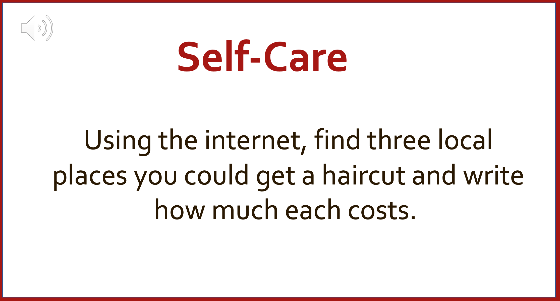 Self-Care
Using the internet, find three local
places you could get a haircut and write
how much each costs.